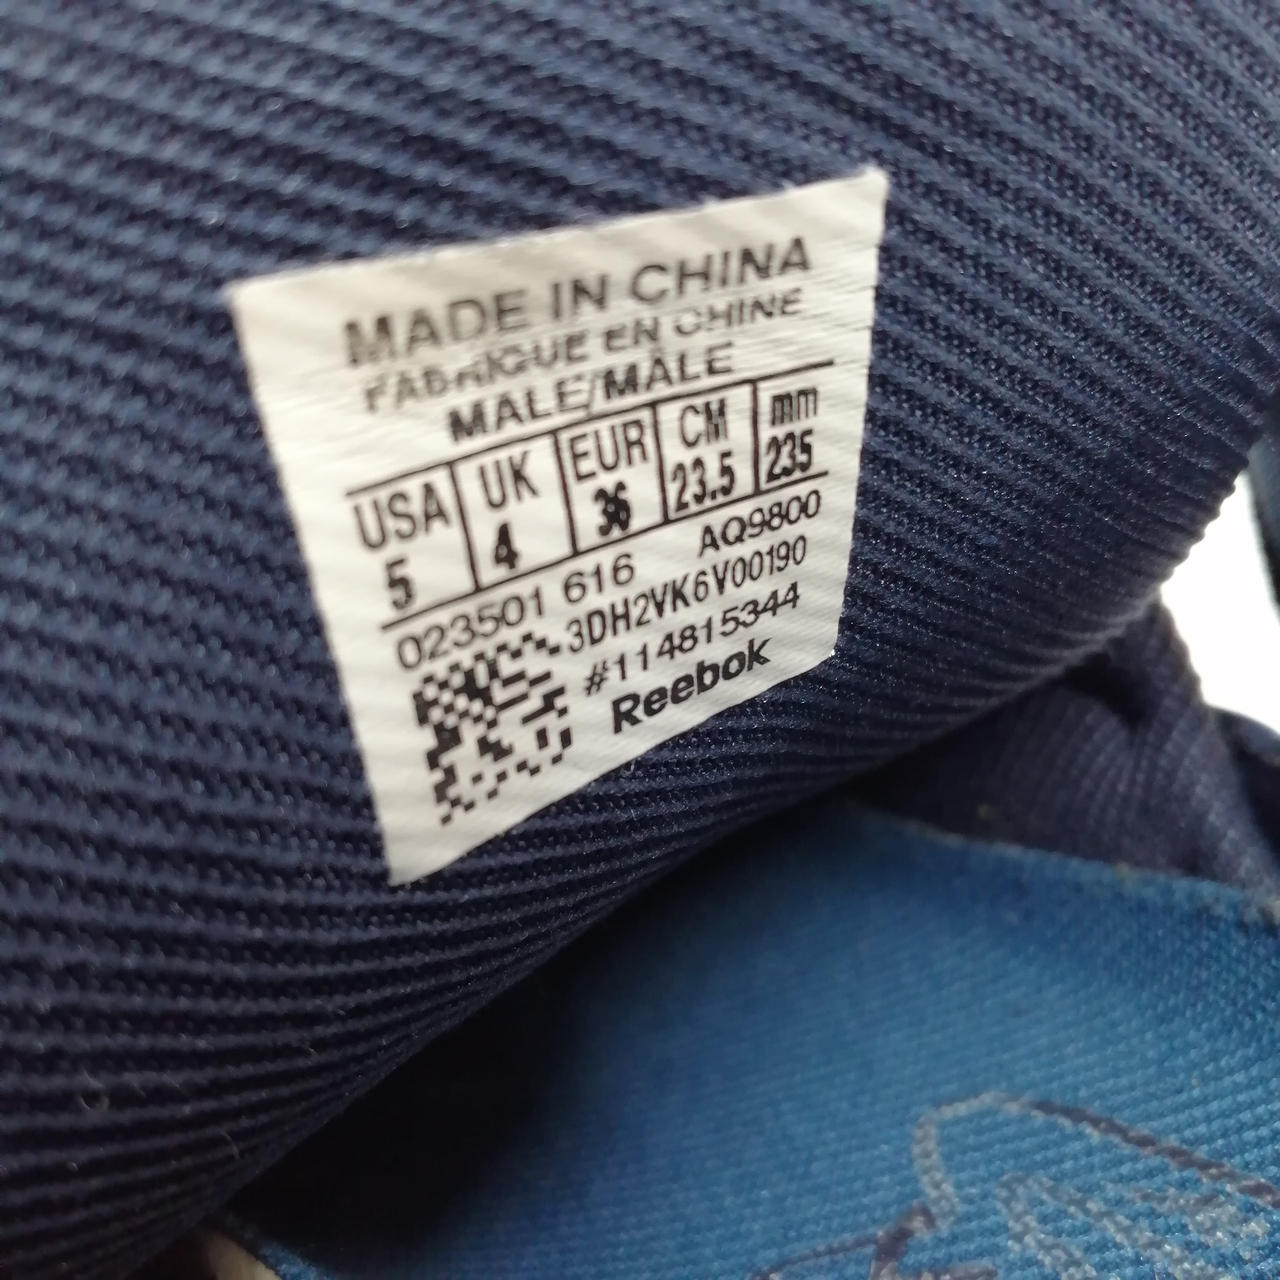 MADE IN CHINA
FABRIQUE EN CHINE
MALE/MÂLE
USA UK EUR CM mm
5 4 36 23.5 235
023501 616 AQ9800
3DH2VK6V00190
#114815344
Reebok